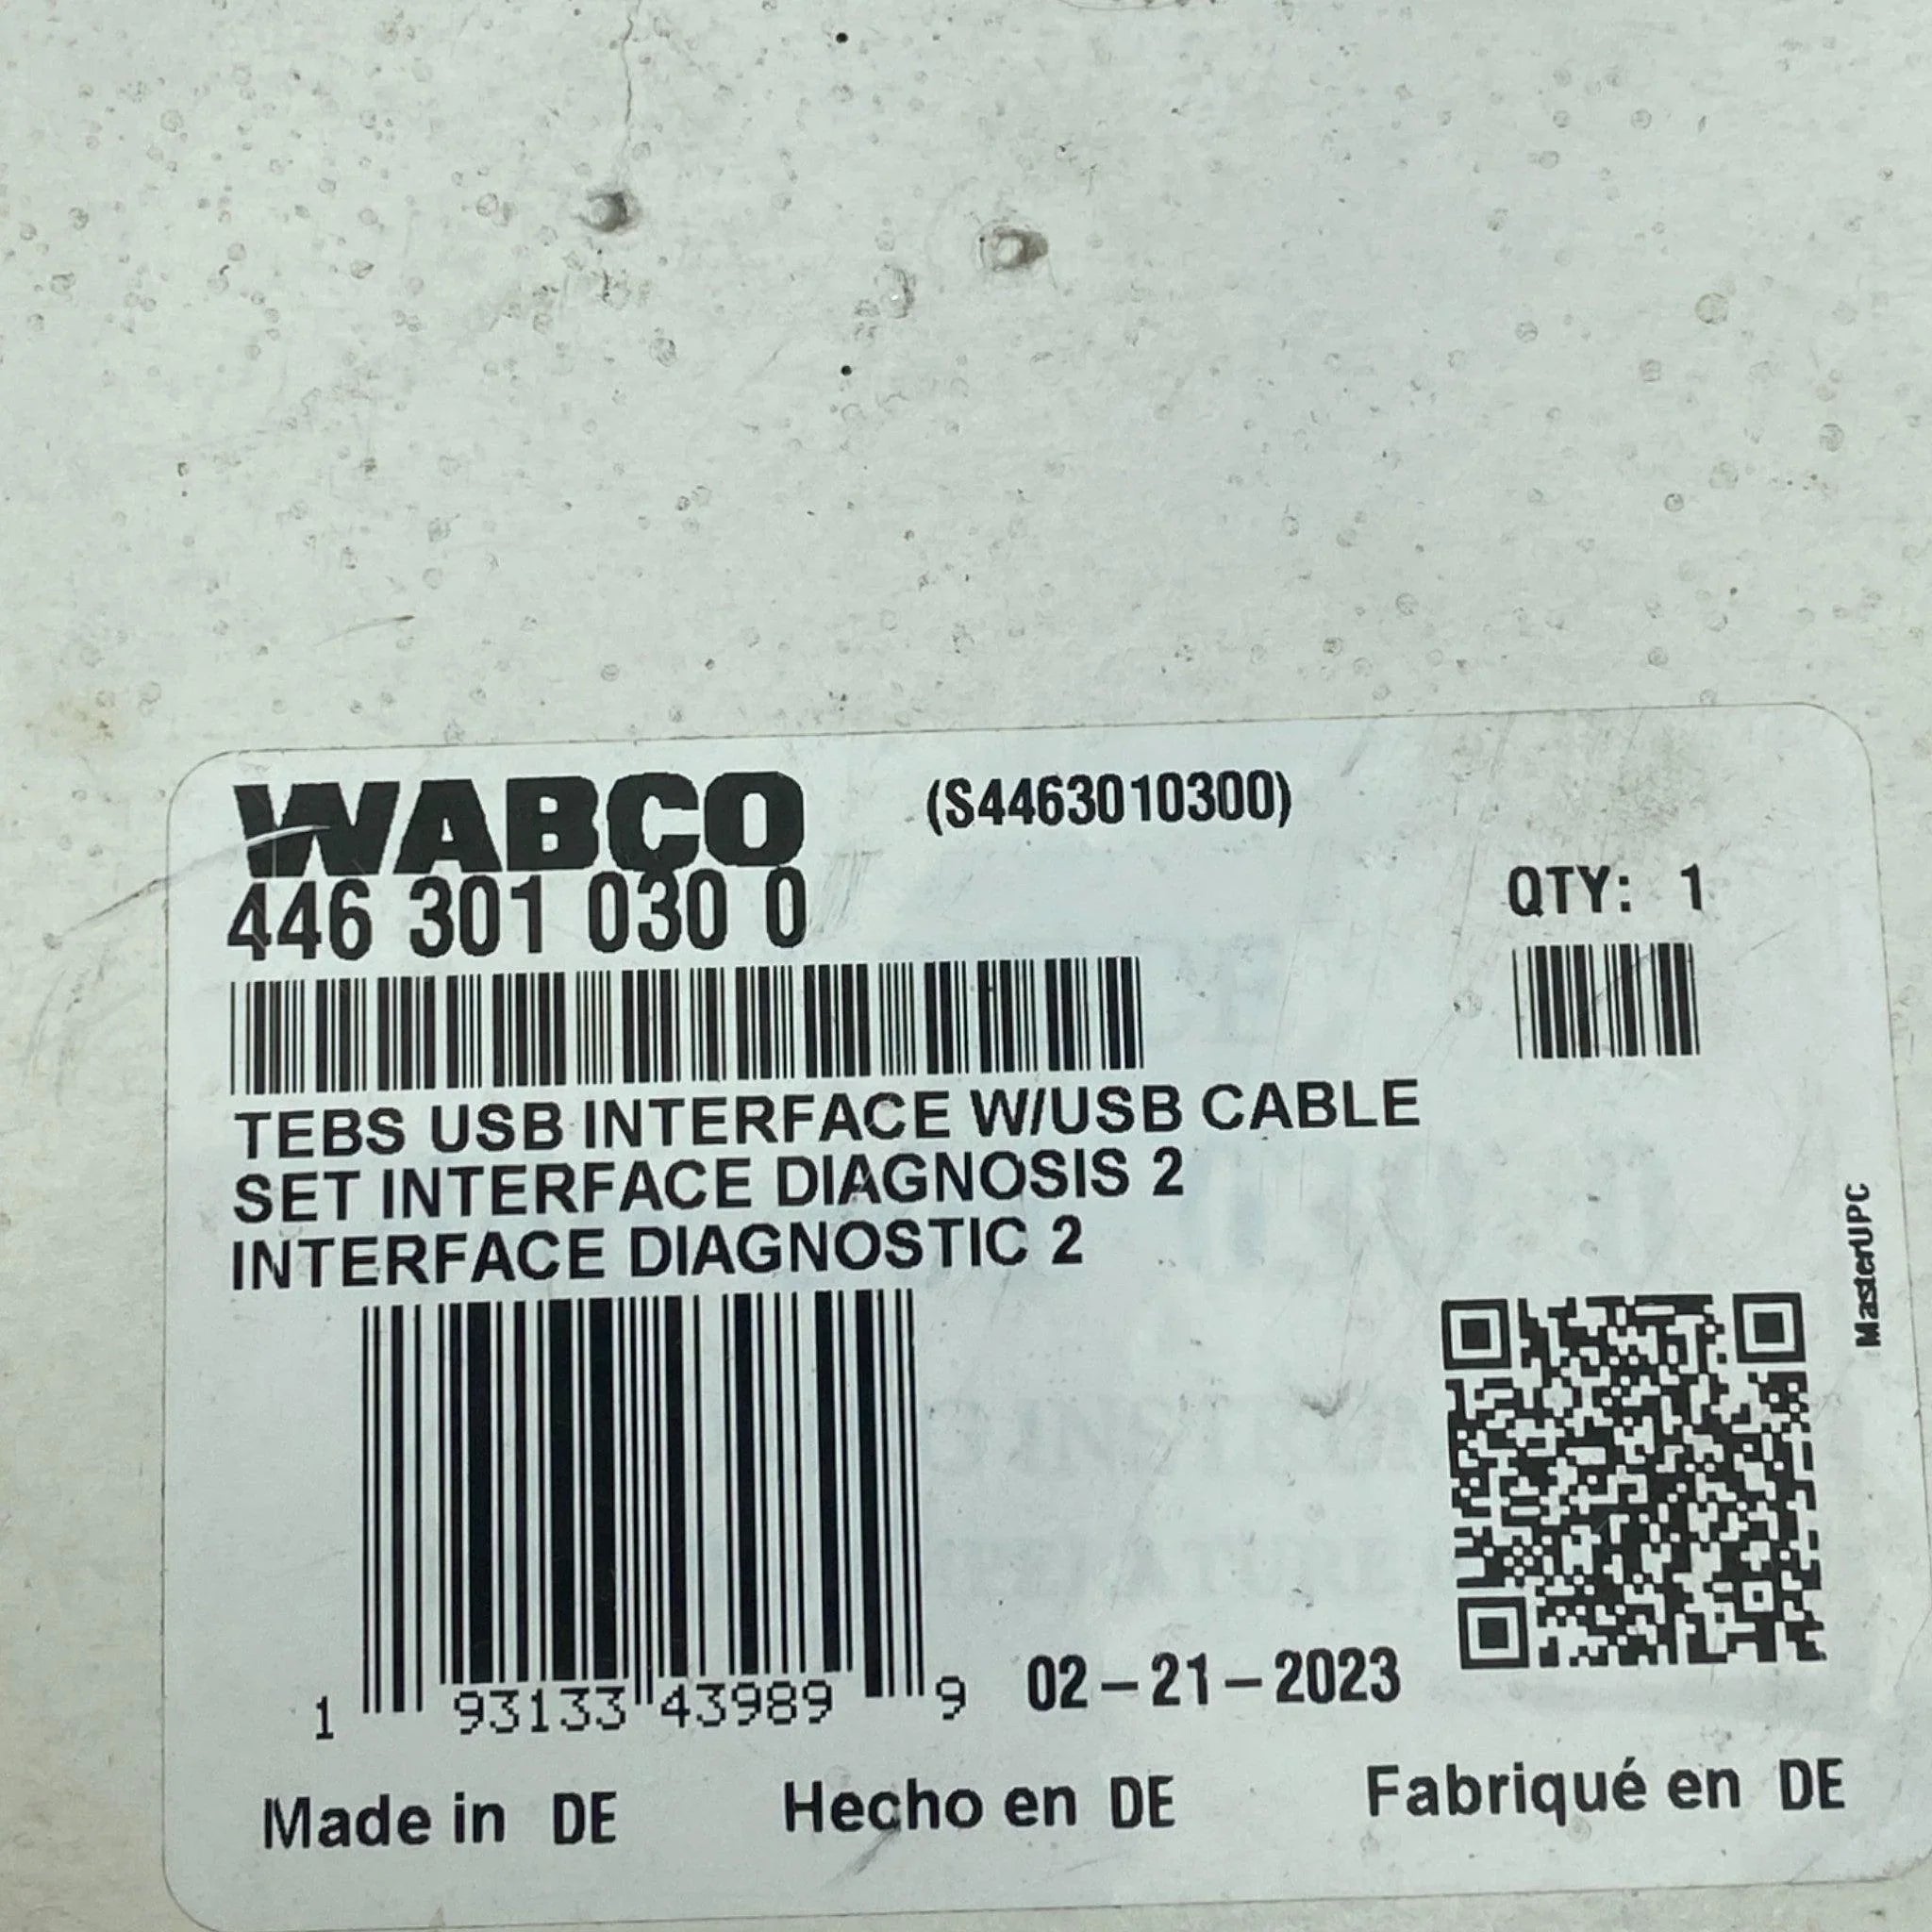 WABCO (S4463010300)
446 301 030 0
QTY: 1
TEBS USB INTERFACE W/USB CABLE
SET INTERFACE DIAGNOSIS 2
INTERFACE DIAGNOSTIC 2
MasterUPC
1 93133 43989 9
02-21-2023
Made in DE Hecho en DE Fabriqué en DE